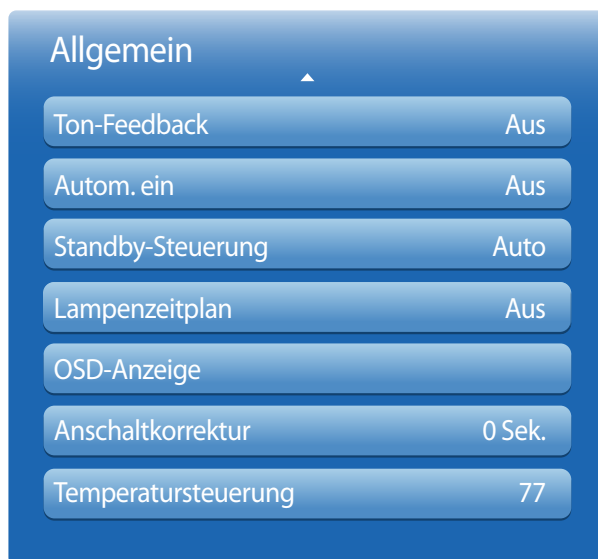 Allgemein
Ton-Feedback Aus
Autom. ein Aus
Standby-Steuerung Auto
Lampenzeitplan Aus
OSD-Anzeige
Anschaltkorrektur 0 Sek.
Temperatursteuerung 77